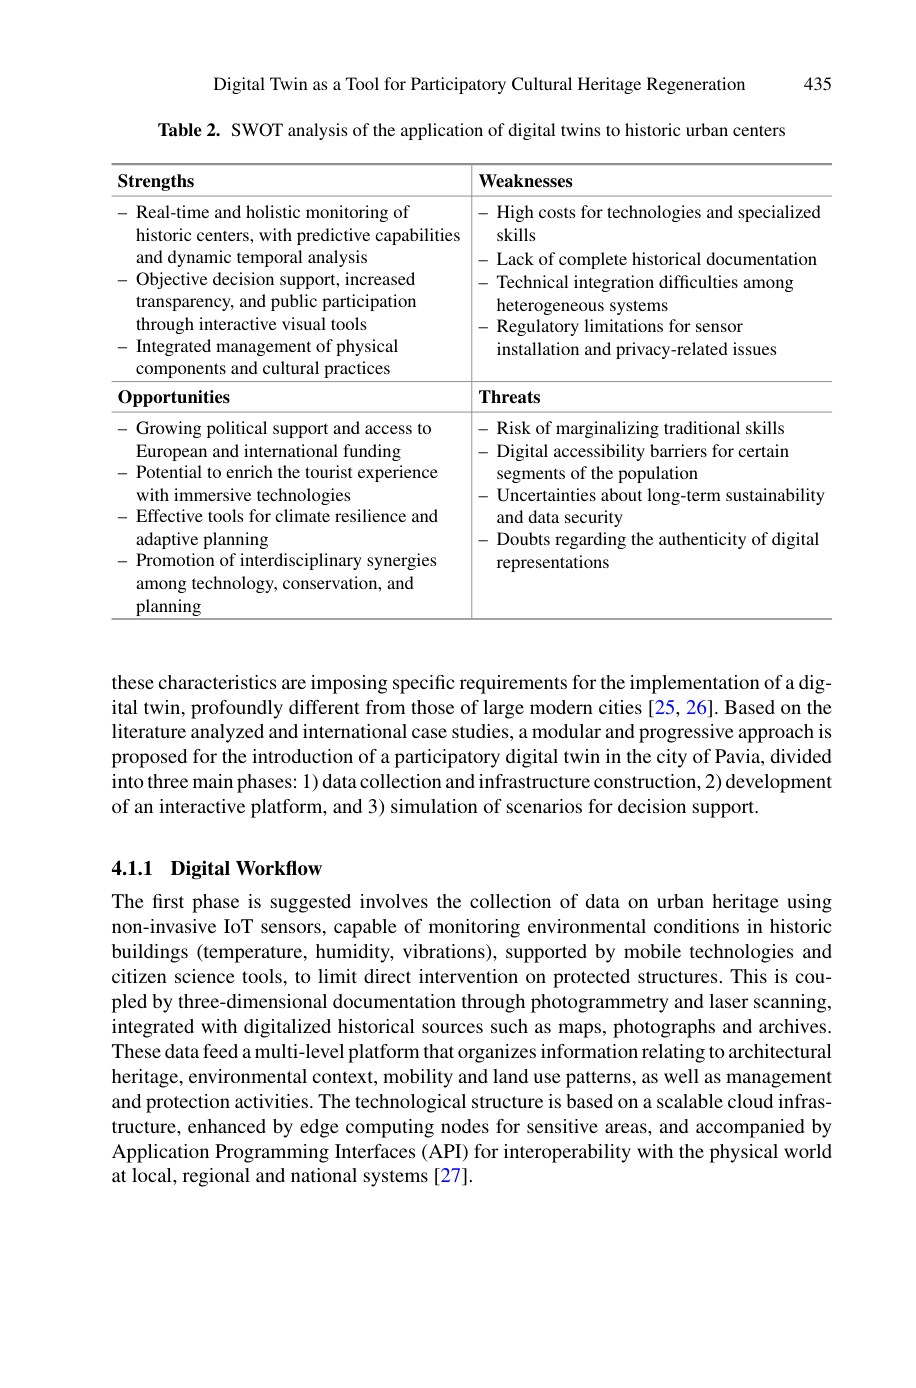 Digital Twin as a Tool for Participatory Cultural Heritage Regeneration 435
Table 2. SWOT analysis of the application of digital twins to historic urban centers
Strengths
– Real-time and holistic monitoring of
historic centers, with predictive capabilities
and dynamic temporal analysis
– Objective decision support, increased
transparency, and public participation
through interactive visual tools
– Integrated management of physical
components and cultural practices
Weaknesses
– High costs for technologies and specialized
skills
– Lack of complete historical documentation
– Technical integration difficulties among
heterogeneous systems
– Regulatory limitations for sensor
installation and privacy-related issues
Opportunities
– Growing political support and access to
European and international funding
– Potential to enrich the tourist experience
with immersive technologies
– Effective tools for climate resilience and
adaptive planning
– Promotion of interdisciplinary synergies
among technology, conservation, and
planning
Threats
– Risk of marginalizing traditional skills
– Digital accessibility barriers for certain
segments of the population
– Uncertainties about long-term sustainability
and data security
– Doubts regarding the authenticity of digital
representations
these characteristics are imposing specific requirements for the implementation of a dig-
ital twin, profoundly different from those of large modern cities [25, 26]. Based on the
literature analyzed and international case studies, a modular and progressive approach is
proposed for the introduction of a participatory digital twin in the city of Pavia, divided
into three main phases: 1) data collection and infrastructure construction, 2) development
of an interactive platform, and 3) simulation of scenarios for decision support.
4.1.1 Digital Workflow
The first phase is suggested involves the collection of data on urban heritage using
non-invasive IoT sensors, capable of monitoring environmental conditions in historic
buildings (temperature, humidity, vibrations), supported by mobile technologies and
citizen science tools, to limit direct intervention on protected structures. This is cou-
pled by three-dimensional documentation through photogrammetry and laser scanning,
integrated with digitalized historical sources such as maps, photographs and archives.
These data feed a multi-level platform that organizes information relating to architectural
heritage, environmental context, mobility and land use patterns, as well as management
and protection activities. The technological structure is based on a scalable cloud infras-
tructure, enhanced by edge computing nodes for sensitive areas, and accompanied by
Application Programming Interfaces (API) for interoperability with the physical world
at local, regional and national systems [27].